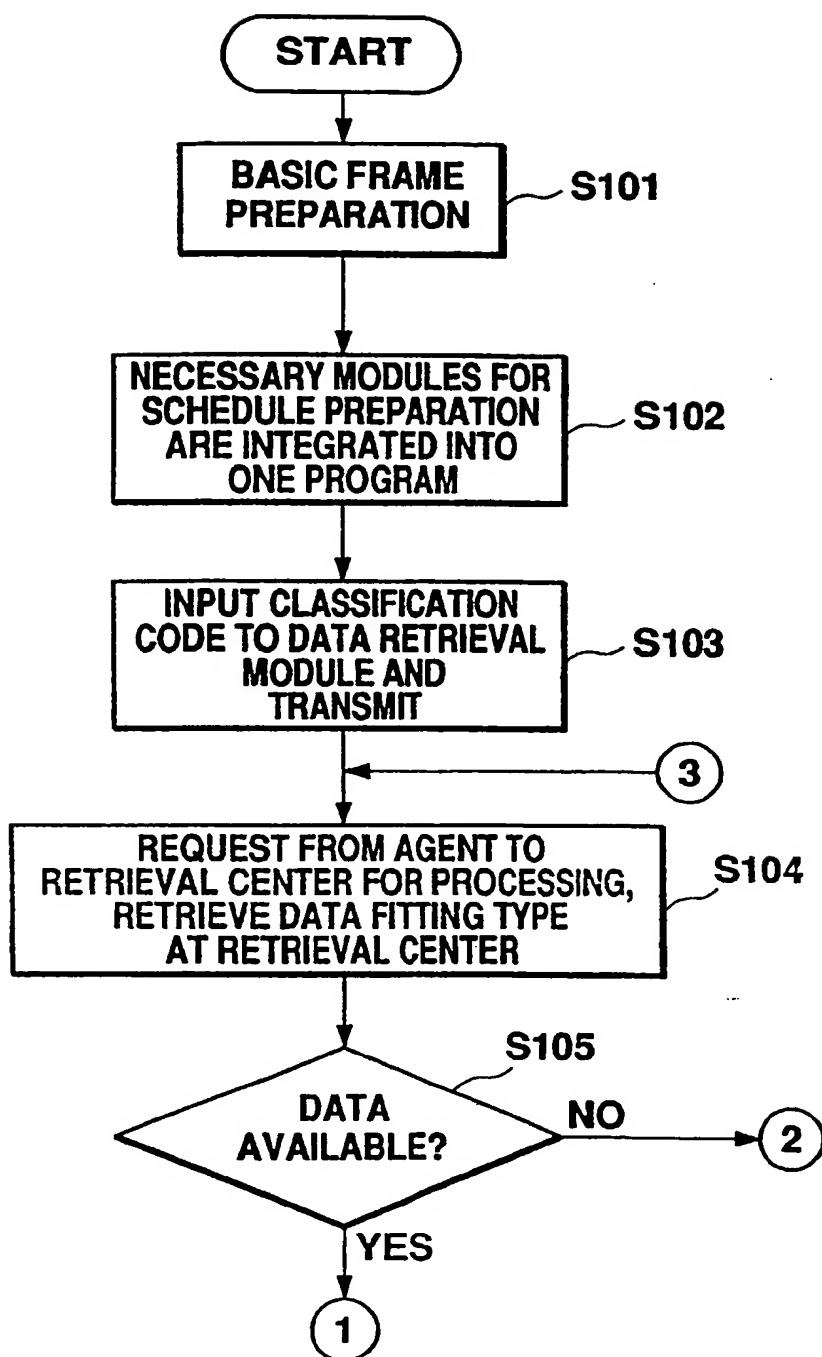 START
BASIC FRAME
PREPARATION
S101
NECESSARY MODULES FOR
SCHEDULE PREPARATION
ARE INTEGRATED INTO
ONE PROGRAM
S102
INPUT CLASSIFICATION
CODE TO DATA RETRIEVAL
MODULE AND
TRANSMIT
S103
3
REQUEST FROM AGENT TO
RETRIEVAL CENTER FOR PROCESSING,
RETRIEVE DATA FITTING TYPE
AT RETRIEVAL CENTER
S104
S105
DATA
AVAILABLE?
NO
2
YES
1